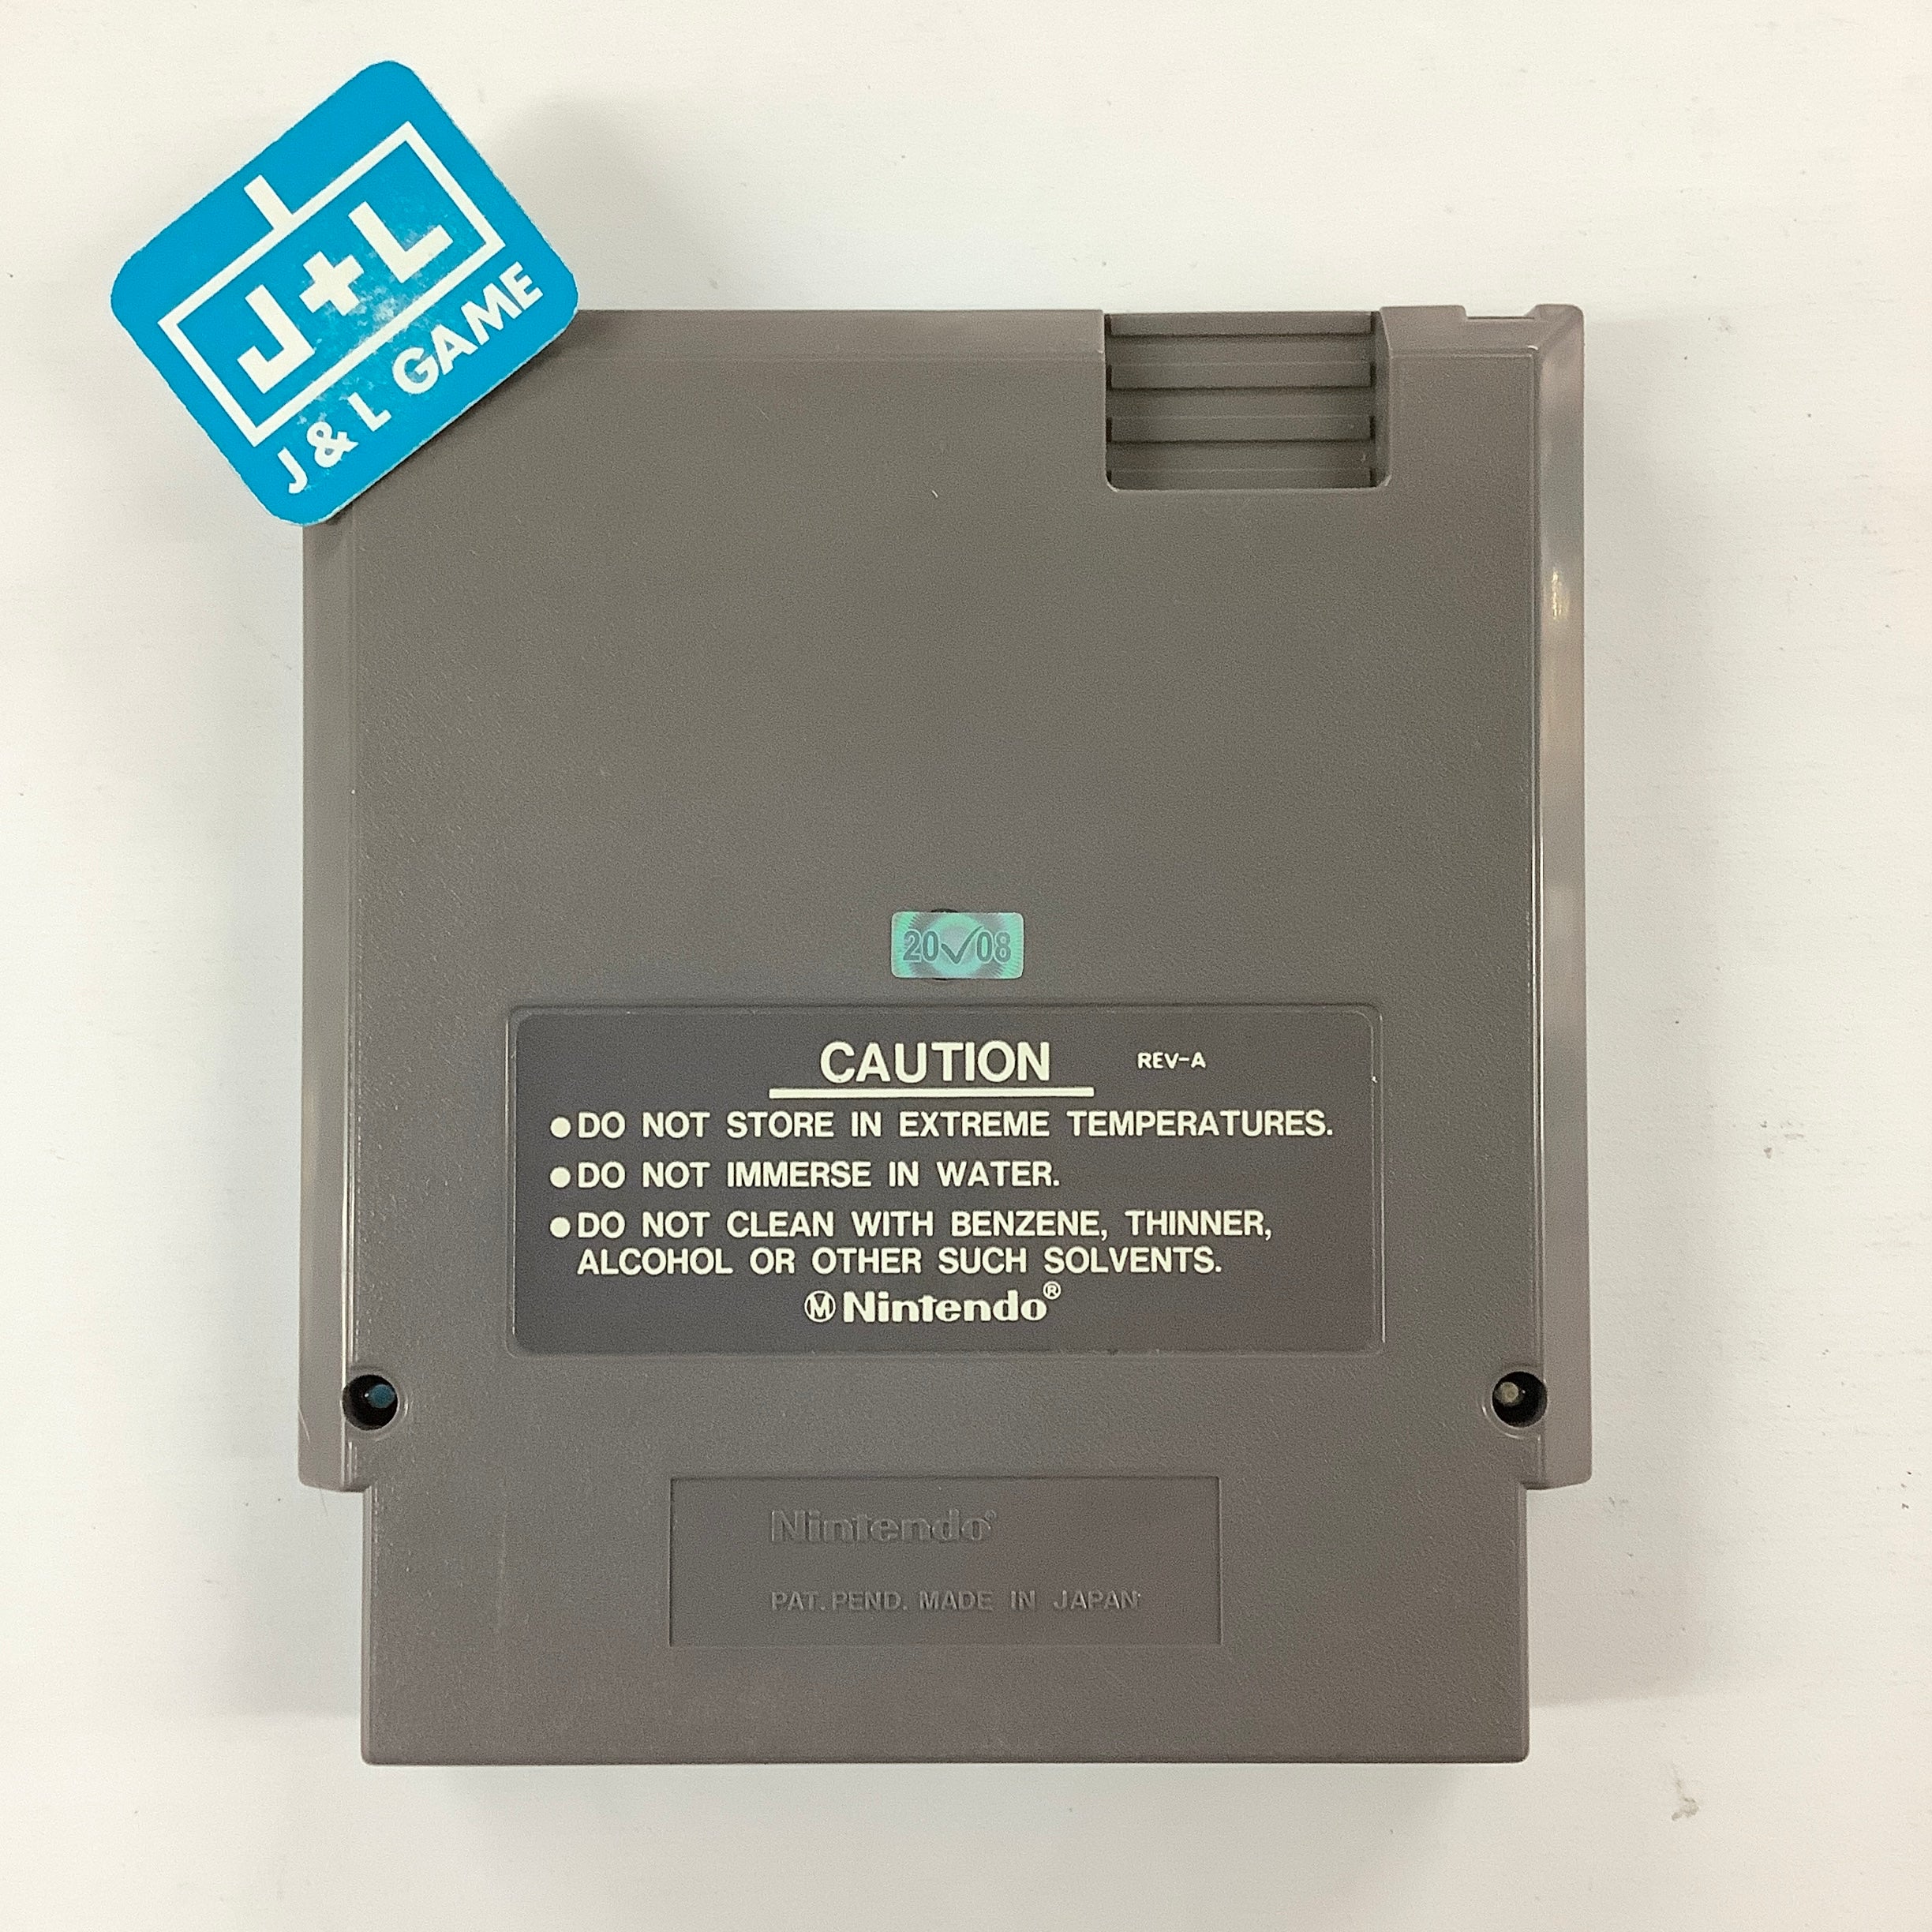 J+L
J & L GAME
20✓08
CAUTION REV-A
●DO NOT STORE IN EXTREME TEMPERATURES.
●DO NOT IMMERSE IN WATER.
●DO NOT CLEAN WITH BENZENE, THINNER,
ALCOHOL OR OTHER SUCH SOLVENTS.
Ⓜ Nintendo®
Nintendo®
PAT. PEND. MADE IN JAPAN